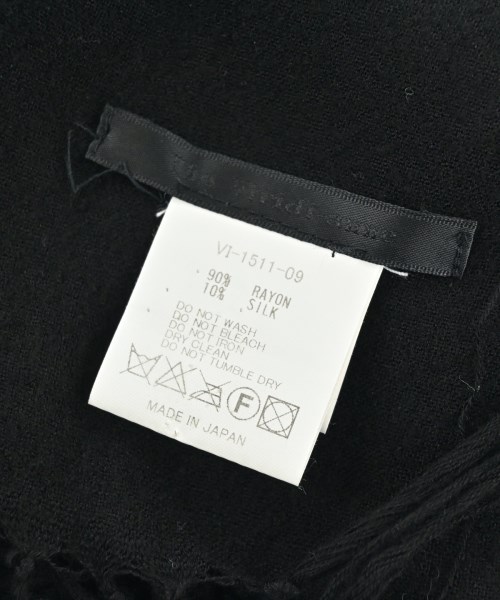 VI-1511-09
90% RAYON
10% SILK
DO NOT WASH
DO NOT BLEACH
DO NOT IRON
DRY CLEAN
DO NOT TUMBLE DRY
F
MADE IN JAPAN